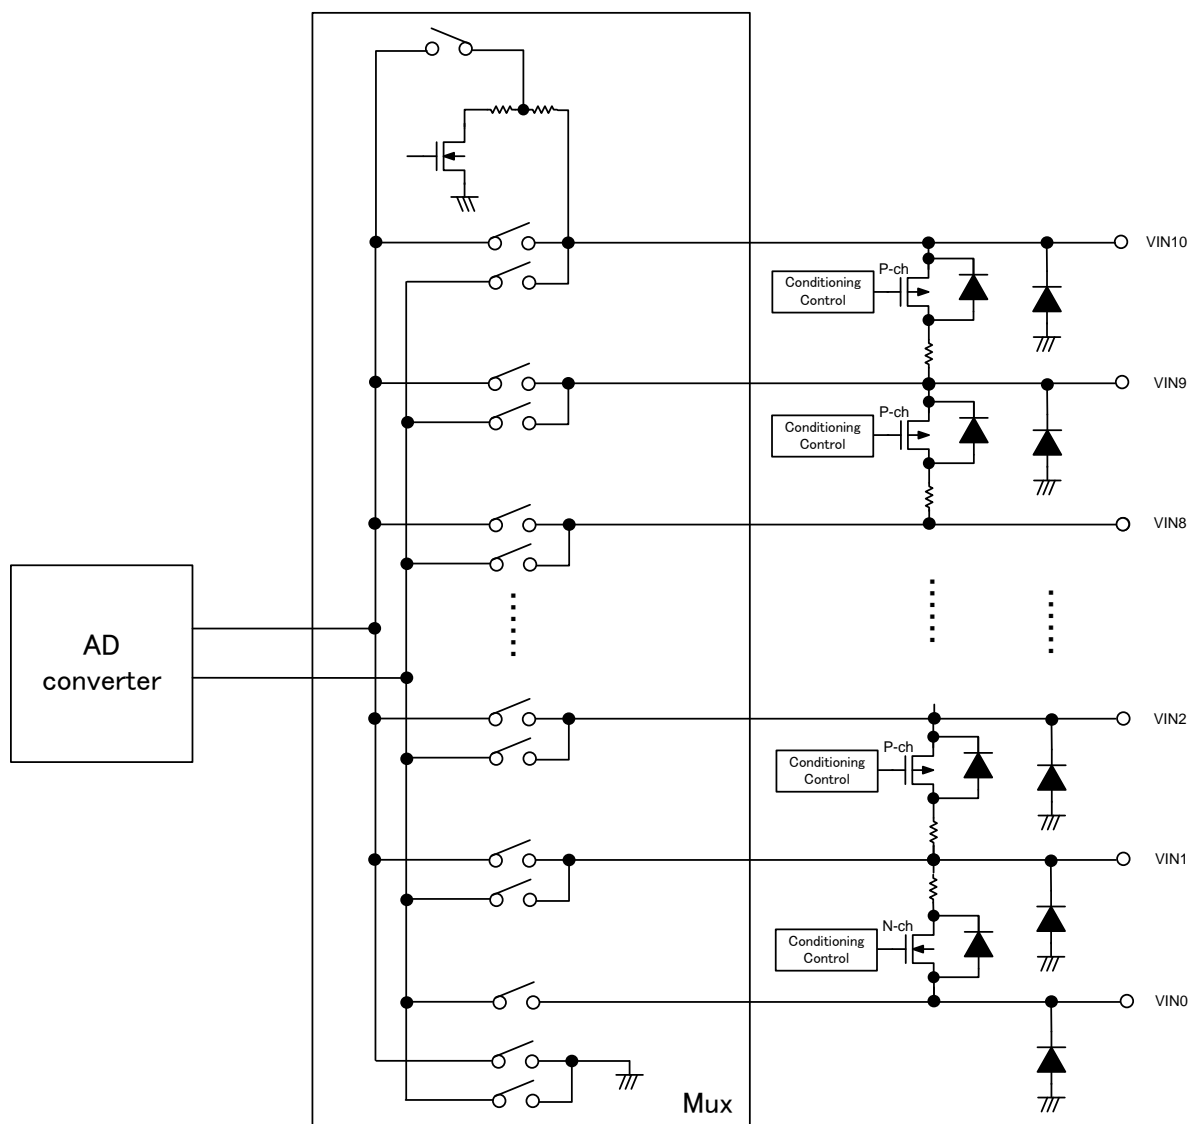 VIN10
P-ch
Conditioning
Control
VIN9
P-ch
Conditioning
Control
VIN8
AD
converter
VIN2
P-ch
Conditioning
Control
VIN1
N-ch
Conditioning
Control
VIN0
Mux